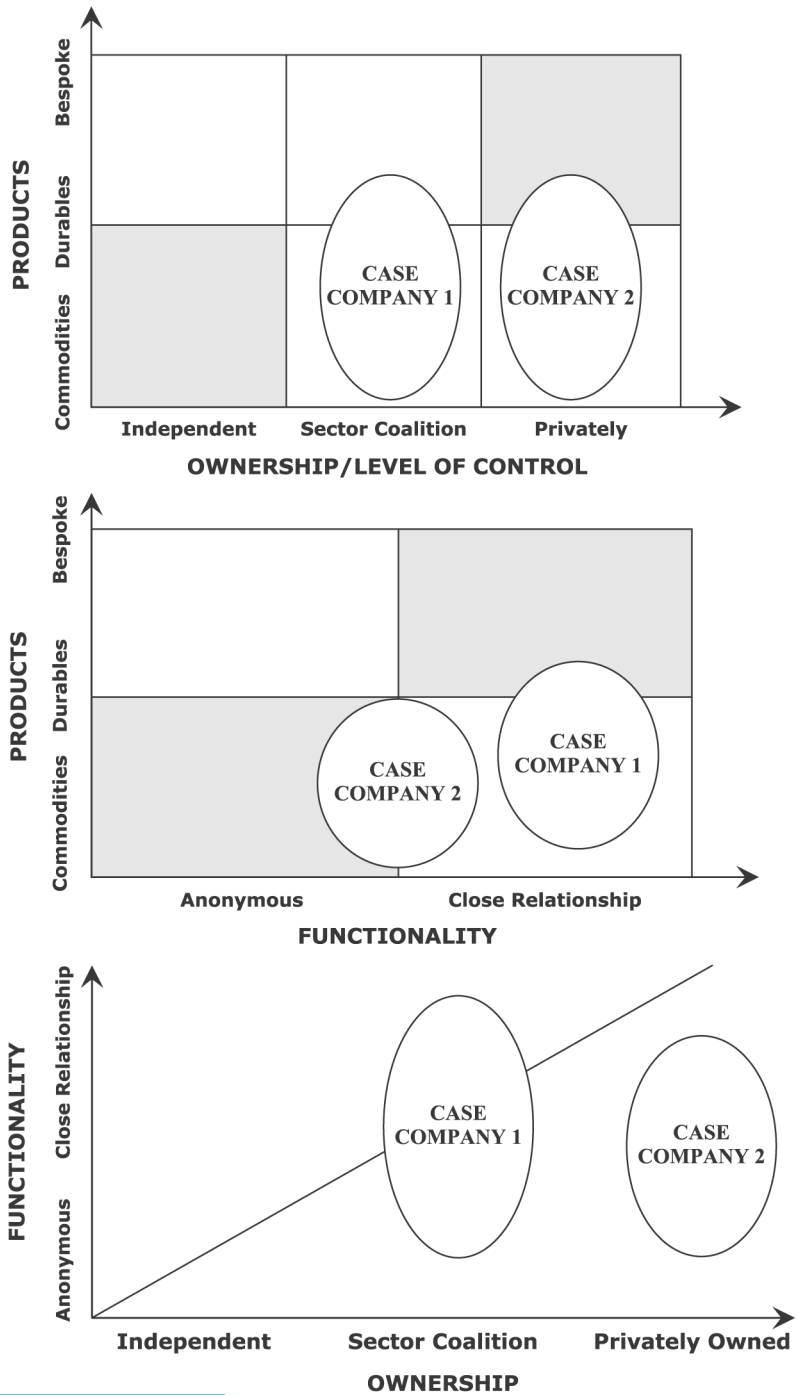 PRODUCTS
Bespoke
Durables
Commodities
CASE
COMPANY 1
CASE
COMPANY 2
Independent
Sector Coalition
Privately
OWNERSHIP/LEVEL OF CONTROL
PRODUCTS
Bespoke
Durables
Commodities
CASE
COMPANY 1
CASE
COMPANY 2
Anonymous
Close Relationship
FUNCTIONALITY
FUNCTIONALITY
Close Relationship
Anonymous
CASE
COMPANY 1
CASE
COMPANY 2
Independent
Sector Coalition
Privately Owned
OWNERSHIP